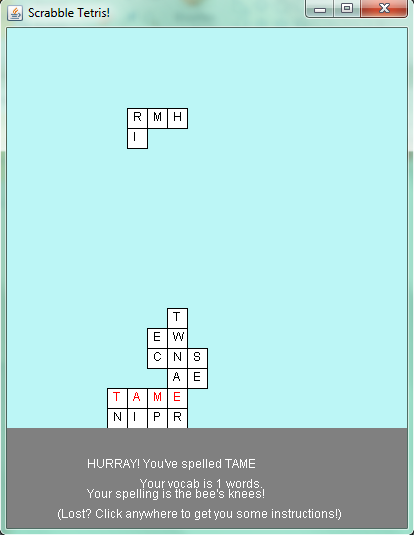 Scrabble Tetris!
R M H
I
T
E W
C N S
A E
T A M E
N I P R
HURRAY! You've spelled TAME
Your vocab is 1 words.
Your spelling is the bee's knees!
(Lost? Click anywhere to get you some instructions!)